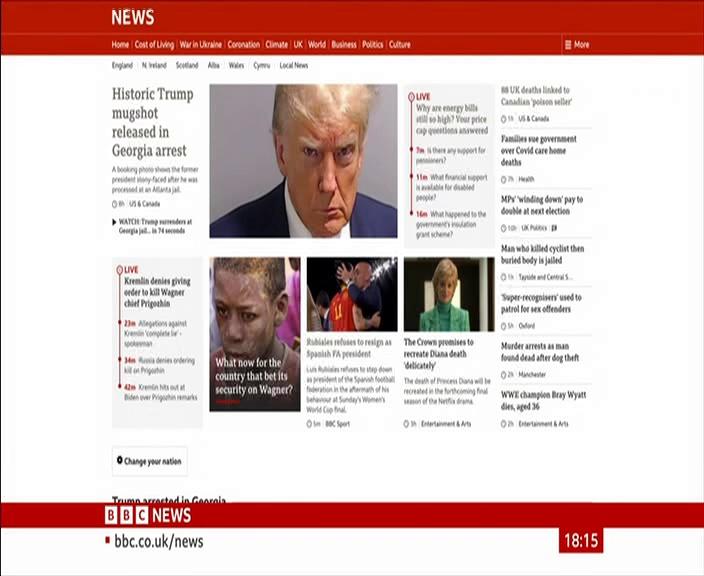 NEWS
Home Cost of Living War in Ukraine Coronation Climate UK World Business Politics Culture
More
England N. Ireland Scotland Alba Wales Cymru Local News
Historic Trump
mugshot
released in
Georgia arrest
A booking photo shows the former
president stony-faced after he was
processed at an Atlanta jail.
8h US & Canada
WATCH: Trump surrenders at
Georgia jail... in 74 seconds
LIVE
Why are energy bills
still so high? Your price
cap questions answered
7m Is there any support for
pensioners?
11m What financial support
is available for disabled
people?
16m What happened to the
government's insulation
grant scheme?
88 UK deaths linked to
Canadian 'poison seller'
1h US & Canada
Families sue government
over Covid care home
deaths
7h Health
MPs' 'winding down' pay to
double at next election
10h UK Politics
Man who killed cyclist then
buried body is jailed
1h Tayside and Central S...
'Super-recognisers' used to
patrol for sex offenders
5h Oxford
Murder arrests as man
found dead after dog theft
2h Manchester
WWE champion Bray Wyatt
dies, aged 36
2h Entertainment & Arts
LIVE
Kremlin denies giving
order to kill Wagner
chief Prigozhin
23m Allegations against
Kremlin 'complete lie' -
spokesman
34m Russia denies ordering
kill on Prigozhin
42m Kremlin hits out at
Biden over Prigozhin remarks
What now for the
country that bet its
security on Wagner?
11
Rubiales refuses to resign as
Spanish FA president
Luis Rubiales refuses to step down
as president of the Spanish football
federation in the aftermath of his
behaviour at Sunday's Women's
World Cup final.
5m BBC Sport
The Crown promises to
recreate Diana death
'delicately'
The death of Princess Diana will be
recreated in the forthcoming final
season of the Netflix drama.
3h Entertainment & Arts
Change your nation
Trump arrested in Georgia
BBC NEWS
bbc.co.uk/news
18:15